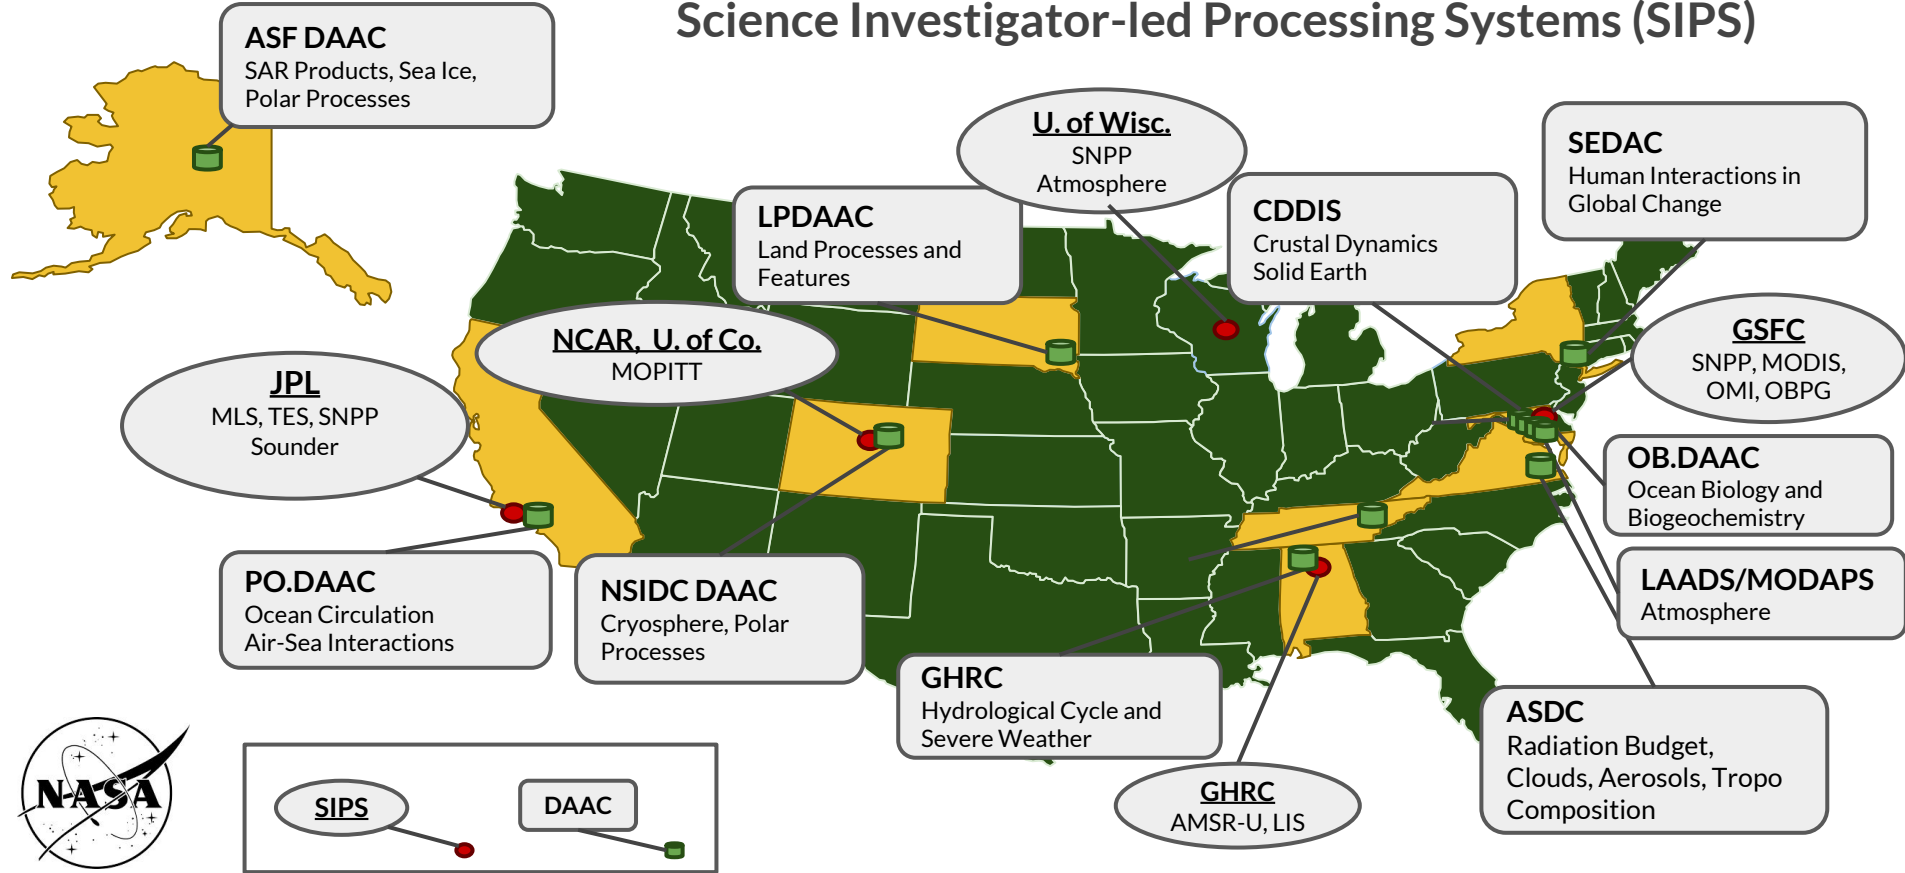 Science Investigator-led Processing Systems (SIPS)
ASF DAAC
SAR Products, Sea Ice,
Polar Processes
U. of Wisc.
SNPP
Atmosphere
SEDAC
Human Interactions in
Global Change
LPDAAC
Land Processes and
Features
CDDIS
Crustal Dynamics
Solid Earth
NCAR, U. of Co.
MOPITT
GSFC
SNPP, MODIS,
OMI, OBPG
JPL
MLS, TES, SNPP
Sounder
OB.DAAC
Ocean Biology and
Biogeochemistry
PO.DAAC
Ocean Circulation
Air-Sea Interactions
NSIDC DAAC
Cryosphere, Polar
Processes
LAADS/MODAPS
Atmosphere
GHRC
Hydrological Cycle and
Severe Weather
ASDC
Radiation Budget,
Clouds, Aerosols, Tropo
Composition
GHRC
AMSR-U, LIS
NASA
SIPS
DAAC